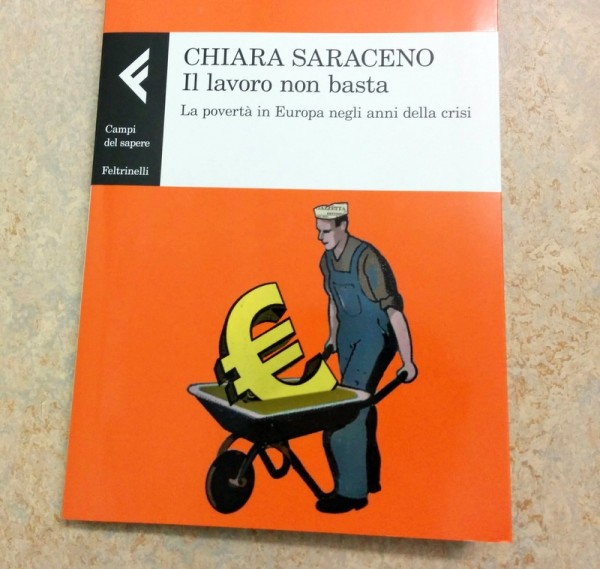 CHIARA SARACENO
Il lavoro non basta
La povertà in Europa negli anni della crisi
Campi
del sapere
Feltrinelli